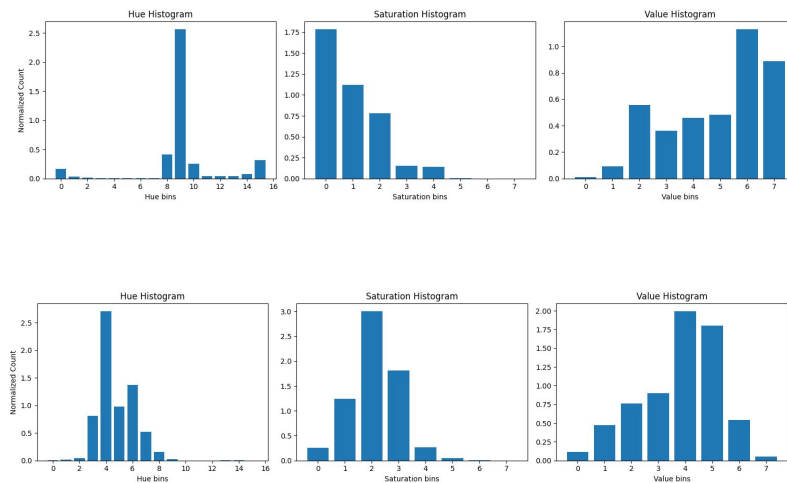 Hue Histogram
Saturation Histogram
Value Histogram
Normalized Count
2.5
2.0
1.5
1.0
0.5
0.0
0 2 4 6 8 10 12 14 16
Hue bins
1.75
1.50
1.25
1.00
0.75
0.50
0.25
0.00
0 1 2 3 4 5 6 7
Saturation bins
1.0
0.8
0.6
0.4
0.2
0.0
0 1 2 3 4 5 6 7
Value bins
Hue Histogram
Saturation Histogram
Value Histogram
Normalized Count
2.5
2.0
1.5
1.0
0.5
0.0
0 2 4 6 8 10 12 14 16
Hue bins
3.0
2.5
2.0
1.5
1.0
0.5
0.0
0 1 2 3 4 5 6 7
Saturation bins
2.00
1.75
1.50
1.25
1.00
0.75
0.50
0.25
0.00
0 1 2 3 4 5 6 7
Value bins